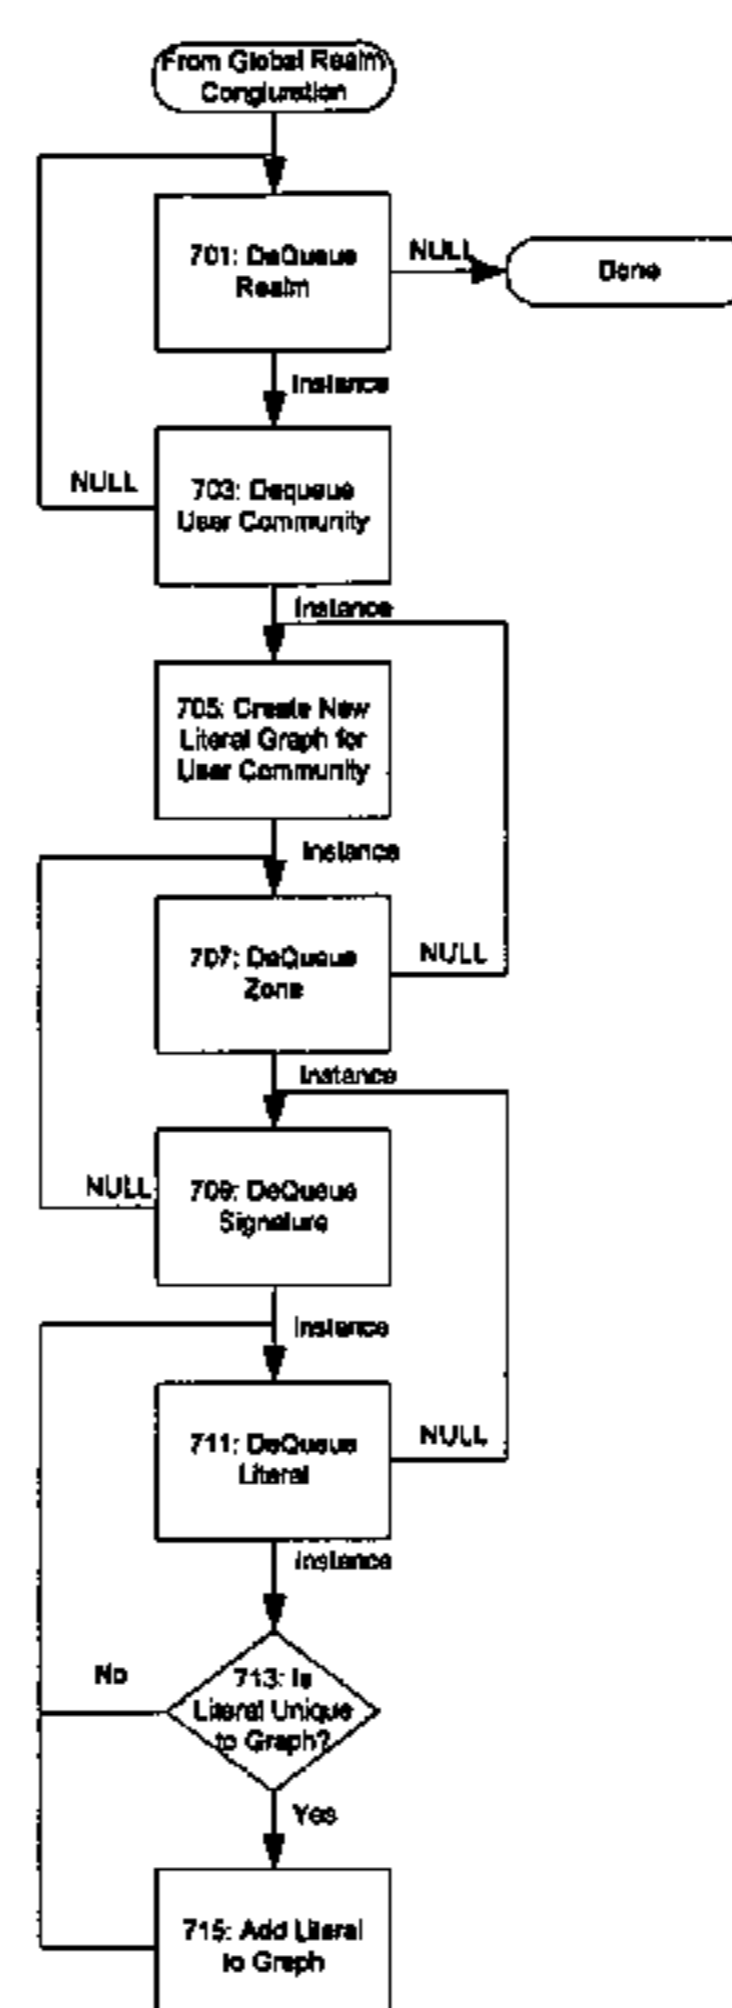 From Global Realm
Congiuration
701: DeQueue
Realm
NULL
Done
Instance
703: Dequeue
User Community
NULL
Instance
705: Create New
Literal Graph for
User Community
Instance
707: DeQueue
Zone
NULL
Instance
709: DeQueue
Signature
NULL
Instance
711: DeQueue
Literal
NULL
Instance
713: Is
Literal Unique
to Graph?
No
Yes
715: Add Literal
to Graph